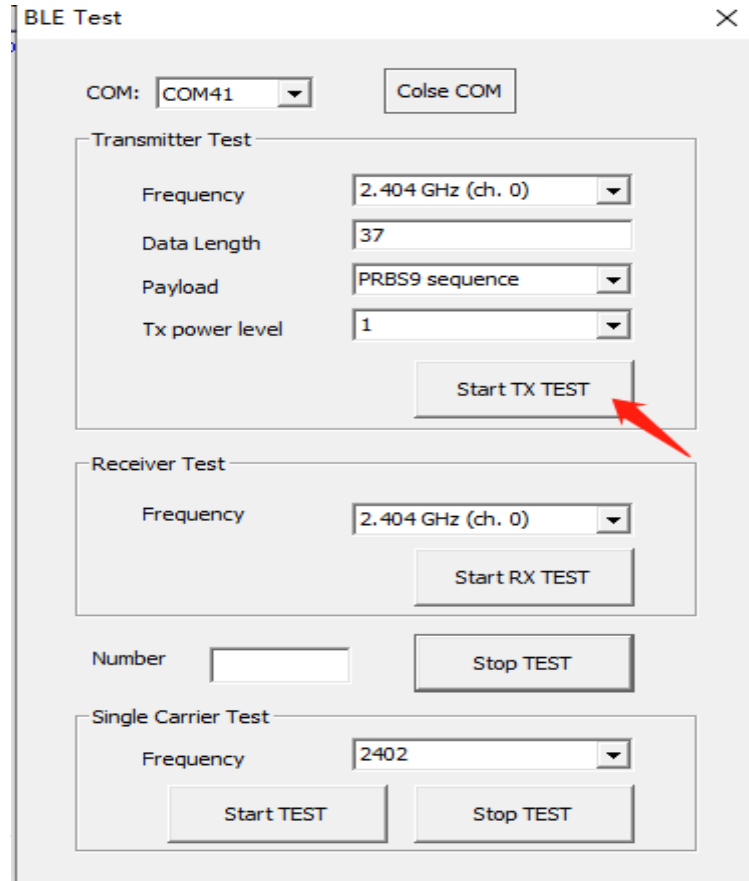 BLE Test
COM: COM41 Colse COM
Transmitter Test
Frequency 2.404 GHz (ch. 0)
Data Length 37
Payload PRBS9 sequence
Tx power level 1
Start TX TEST
Receiver Test
Frequency 2.404 GHz (ch. 0)
Start RX TEST
Number Stop TEST
Single Carrier Test
Frequency 2402
Start TEST Stop TEST